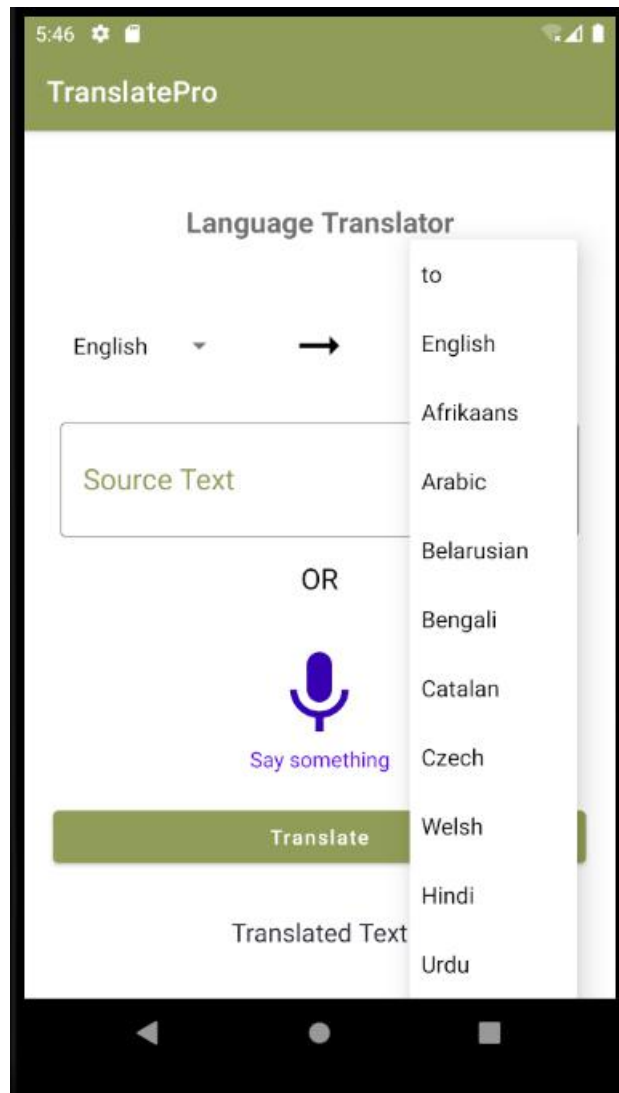 5:46
TranslatePro
Language Translator
English
Source Text
OR
Say something
Translate
Translated Text
to
English
Afrikaans
Arabic
Belarusian
Bengali
Catalan
Czech
Welsh
Hindi
Urdu